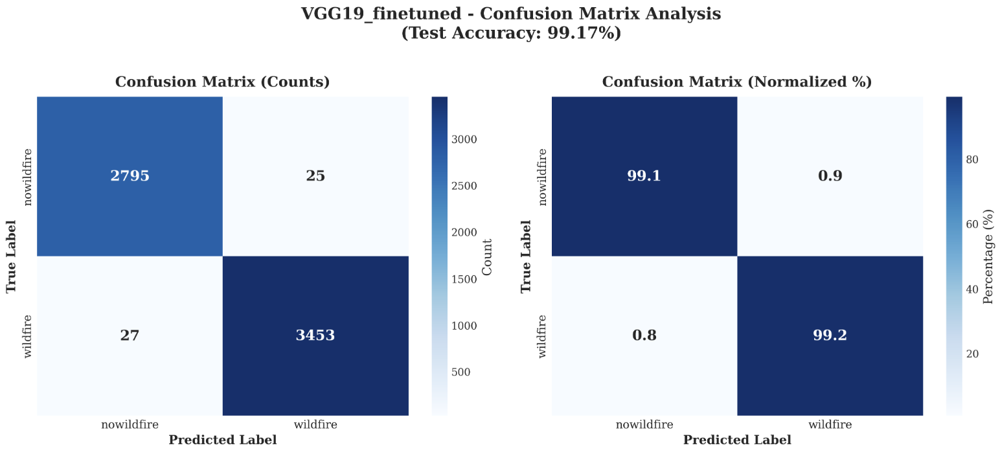 VGG19_finetuned - Confusion Matrix Analysis
(Test Accuracy: 99.17%)
Confusion Matrix (Counts)
True Label
nowildfire
wildfire
2795
25
27
3453
nowildfire
wildfire
Predicted Label
3000
2500
2000
1500
1000
500
Count
Confusion Matrix (Normalized %)
True Label
nowildfire
wildfire
99.1
0.9
0.8
99.2
nowildfire
wildfire
Predicted Label
80
60
40
20
Percentage (%)